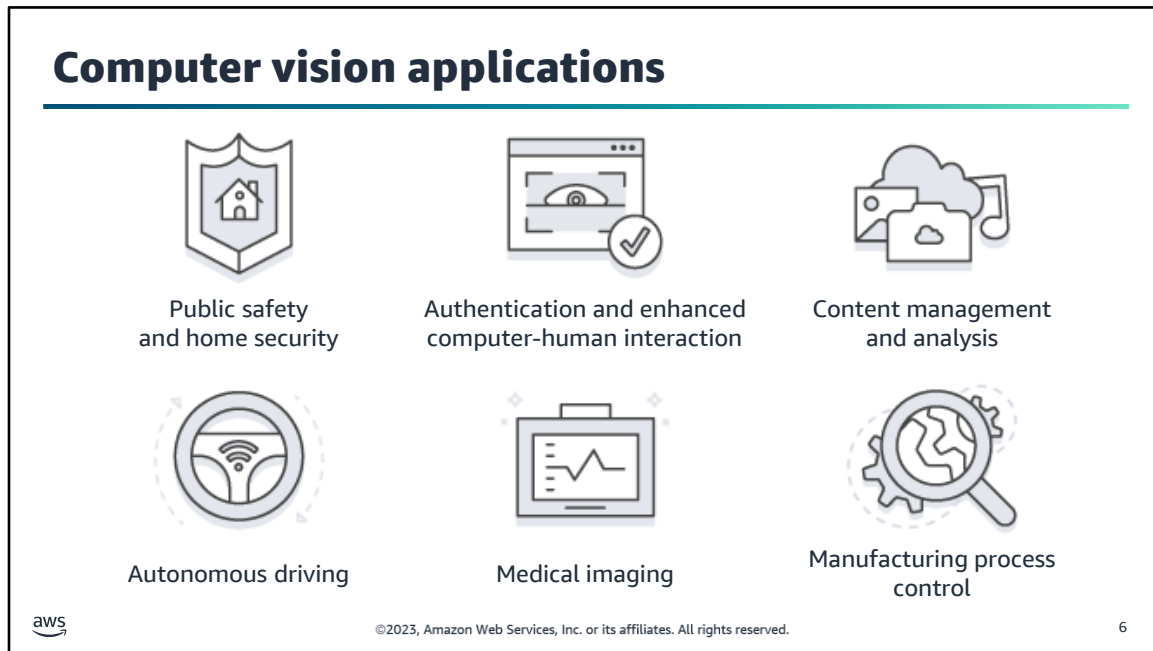 Computer vision applications
Public safety
and home security
Authentication and enhanced
computer-human interaction
Content management
and analysis
Autonomous driving
Medical imaging
Manufacturing process
control
aws
©2023, Amazon Web Services, Inc. or its affiliates. All rights reserved.
6